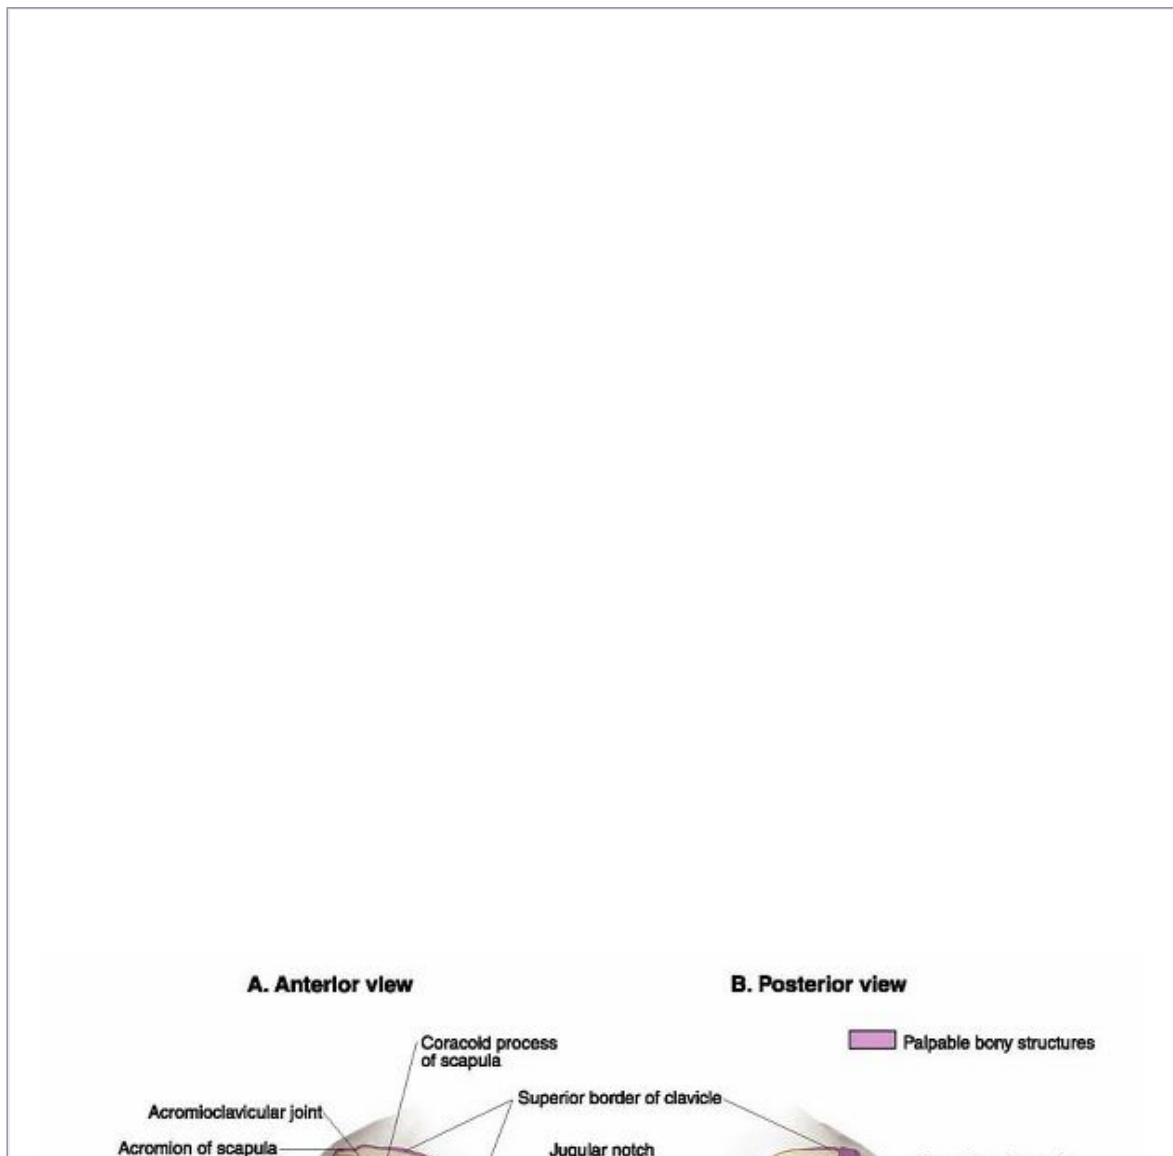 A. Anterior view
B. Posterior view
Coracoid process
of scapula
Palpable bony structures
Superior border of clavicle
Acromioclavicular joint
Acromion of scapula
Jugular notch